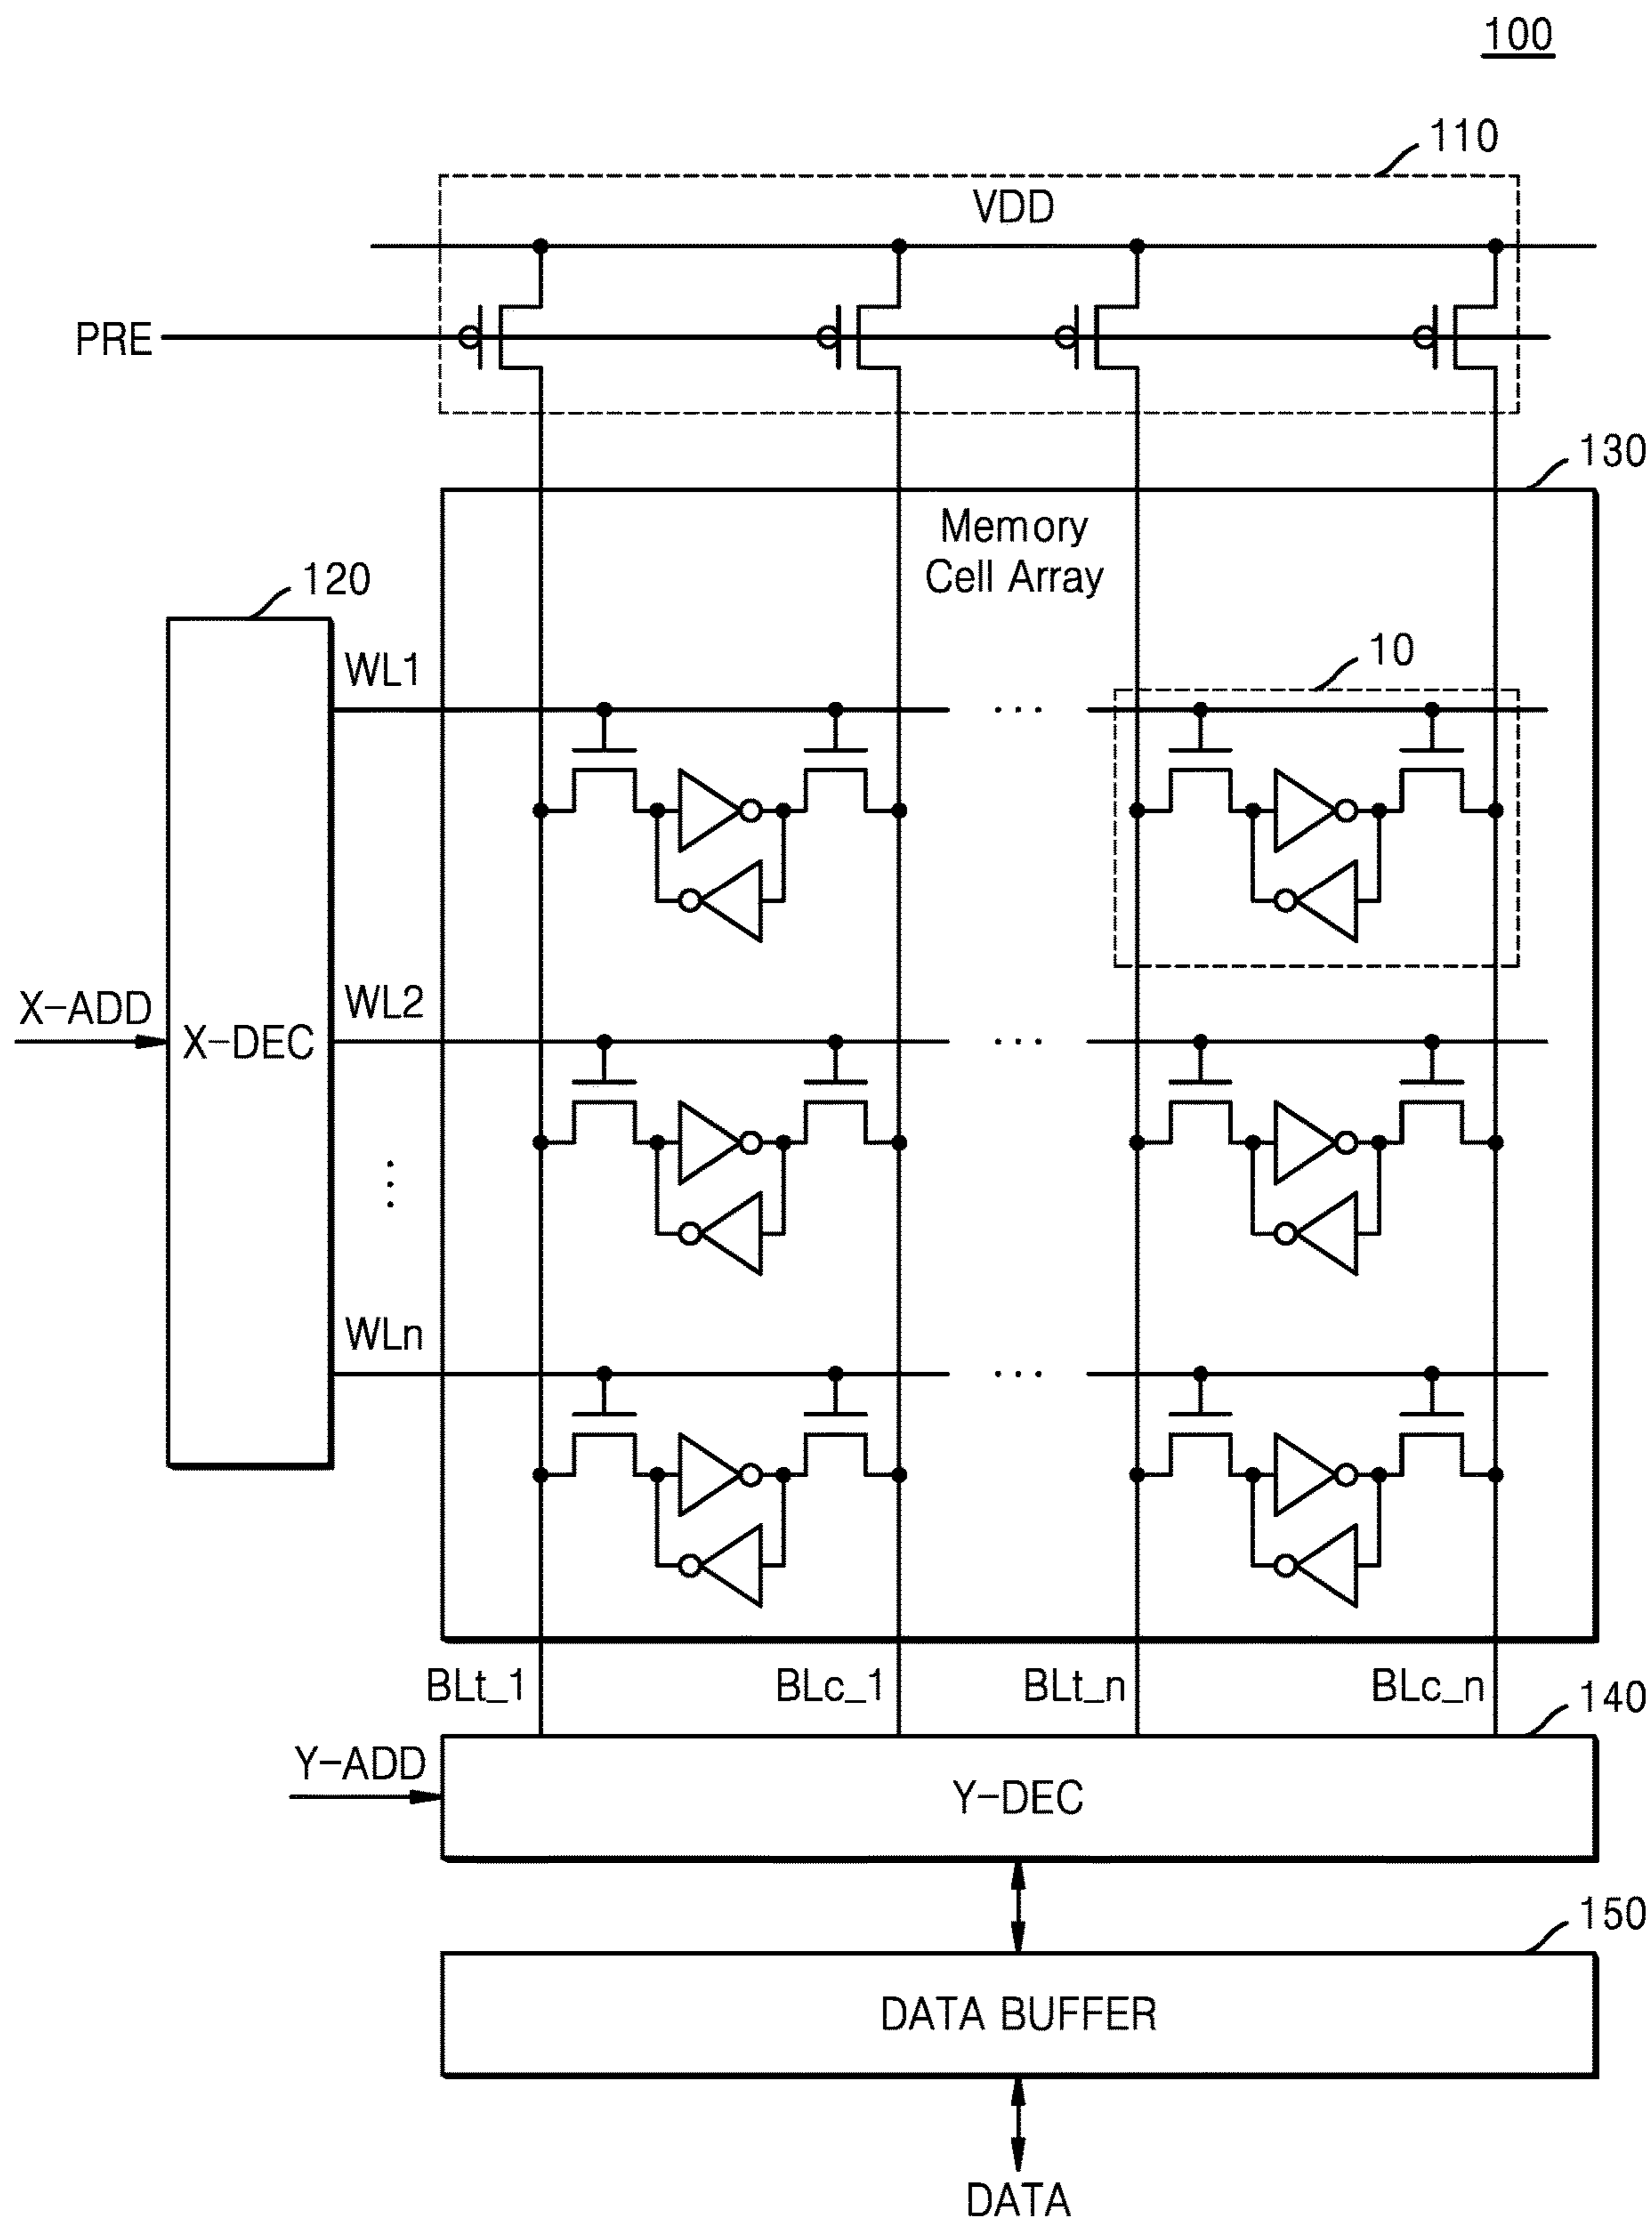 100
110
VDD
PRE
130
Memory
Cell Array
120
WL1
10
...
WL2
X-ADD
X-DEC
...
...
WLn
...
BLt_1
BLc_1
BLt_n
BLc_n
140
Y-ADD
Y-DEC
150
DATA BUFFER
DATA